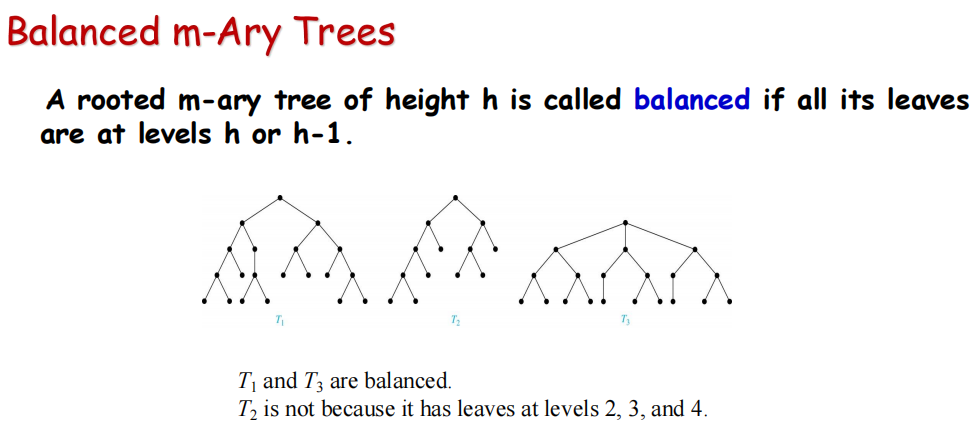 Balanced m-Ary Trees
A rooted m-ary tree of height h is called balanced if all its leaves
are at levels h or h-1.
T₁ T₂ T₃
T₁ and T₃ are balanced.
T₂ is not because it has leaves at levels 2, 3, and 4.